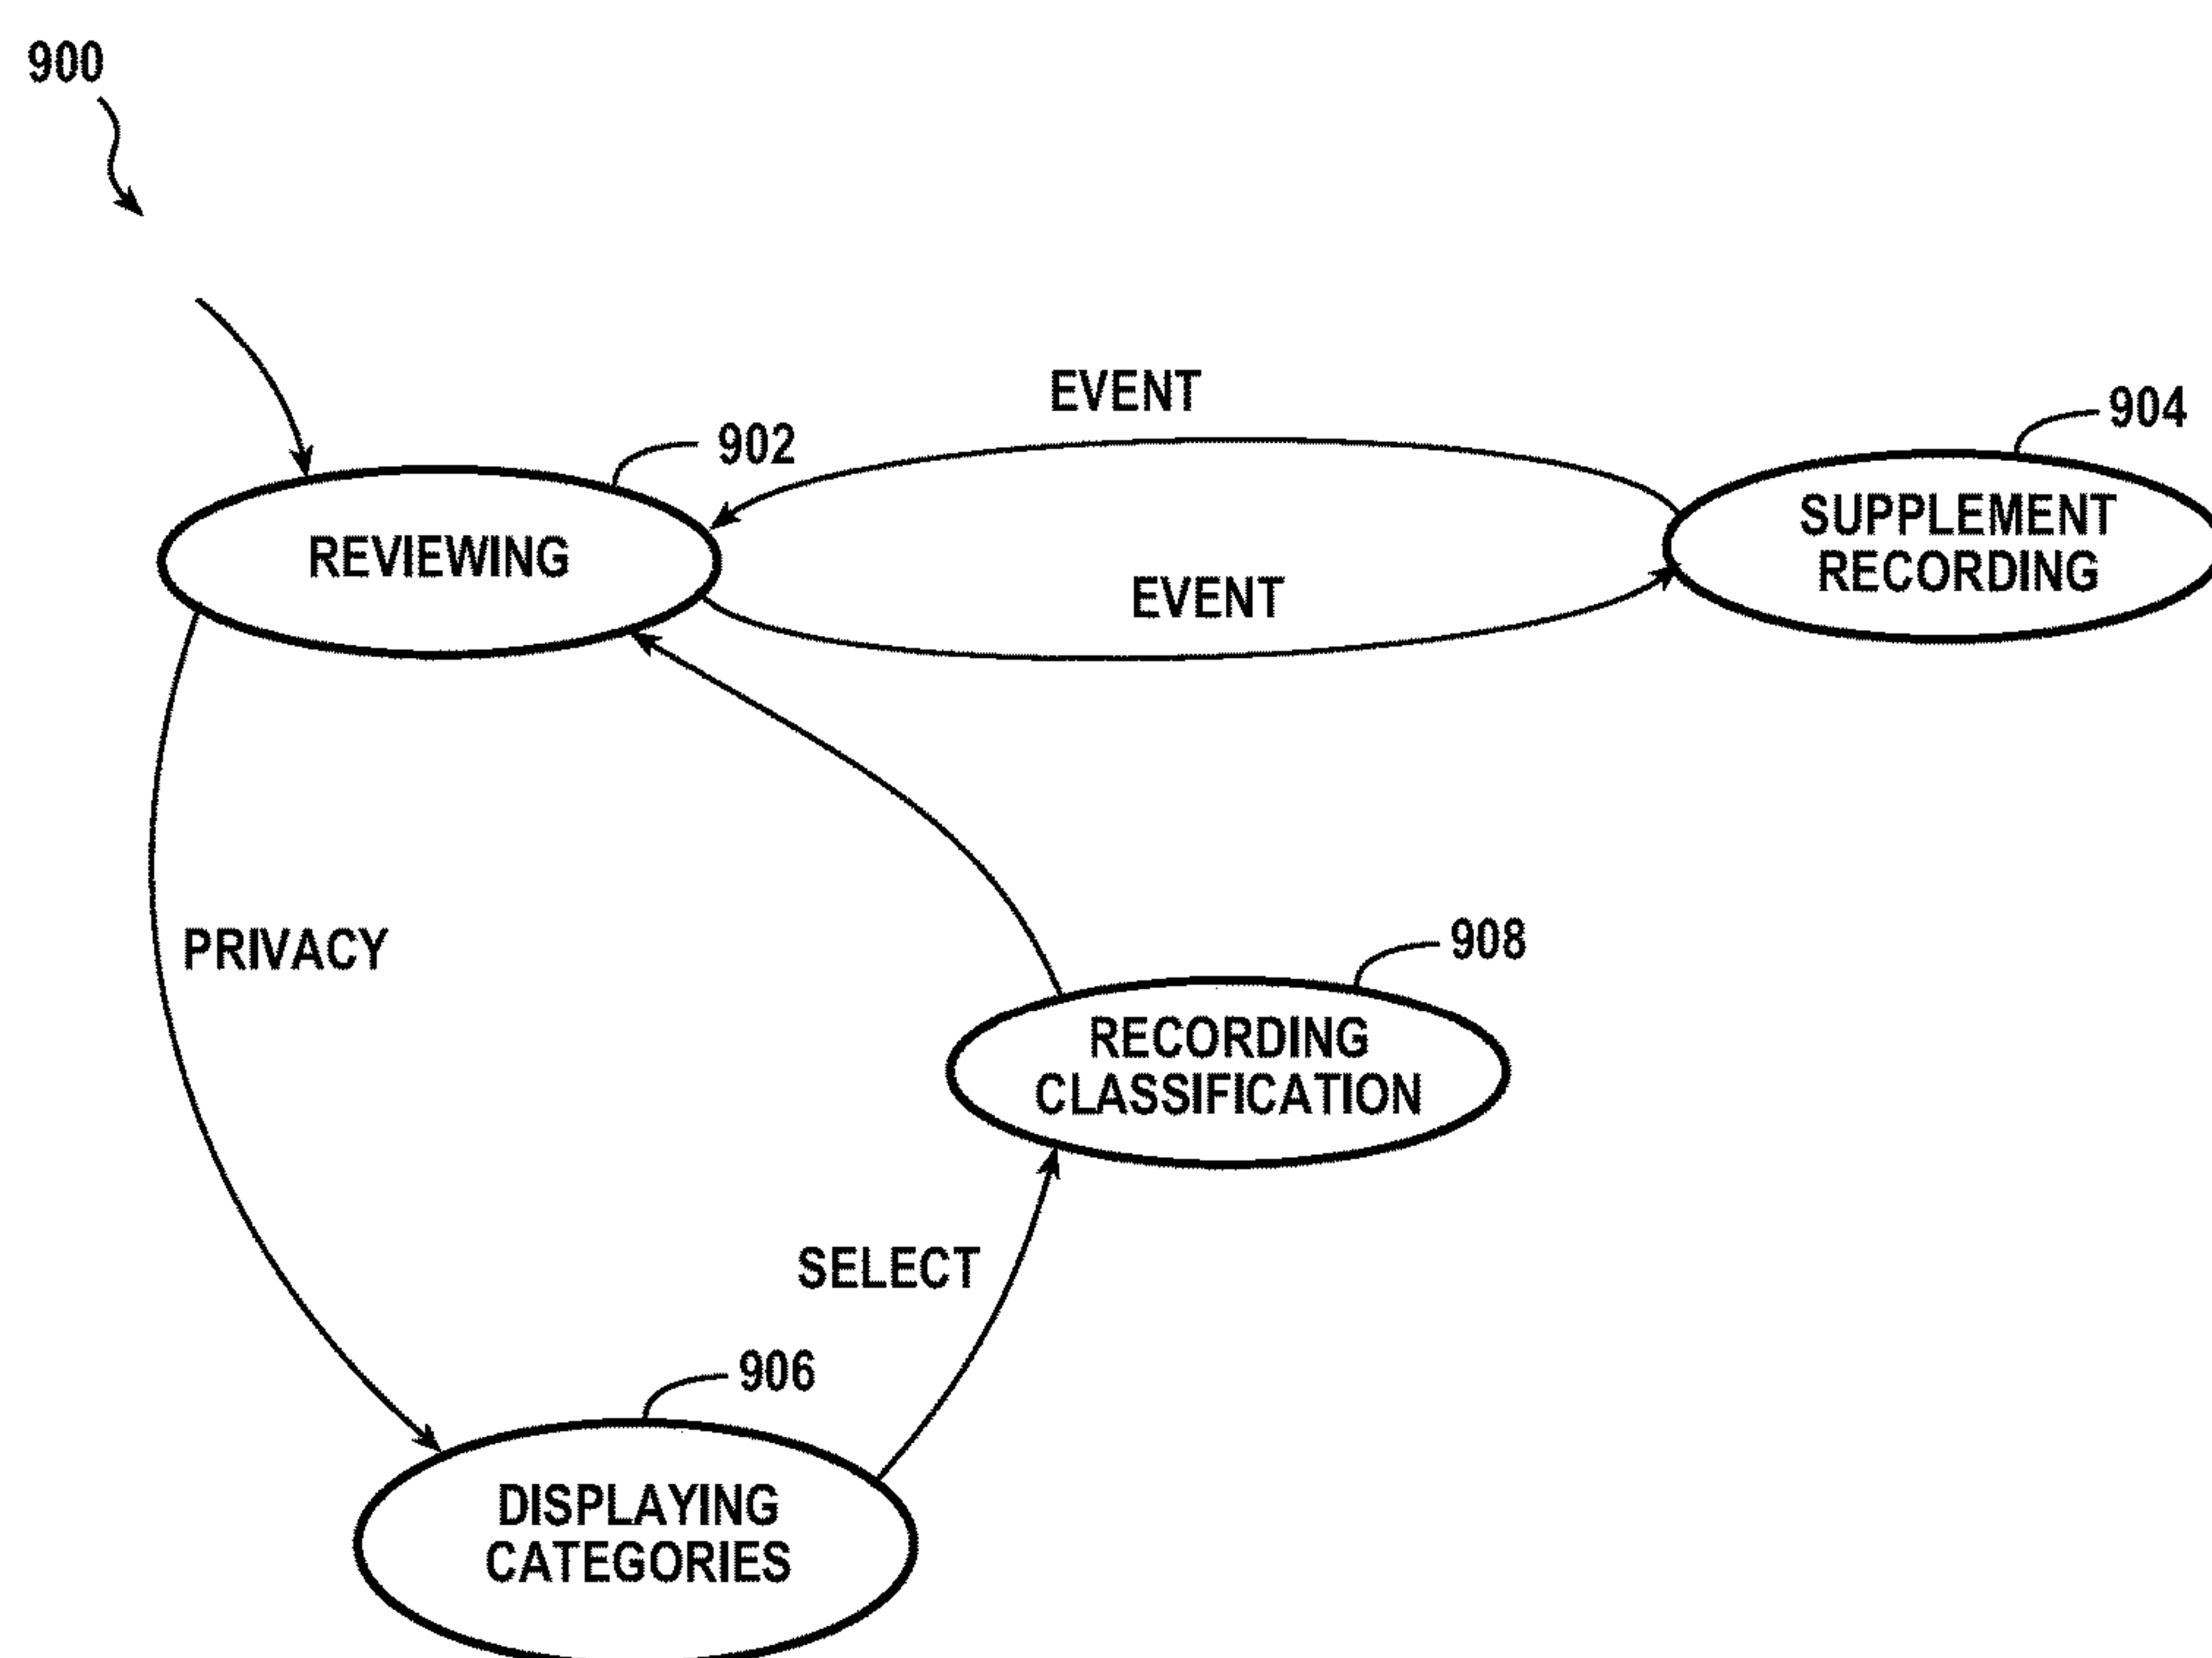 900
EVENT
904
902
SUPPLEMENT
RECORDING
REVIEWING
EVENT
PRIVACY
908
RECORDING
CLASSIFICATION
SELECT
906
DISPLAYING
CATEGORIES